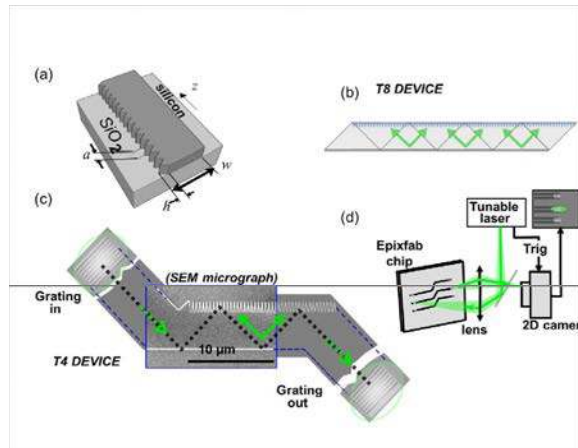 (a)
silicon
z
SiO2
a
h
w
(b)
T8 DEVICE
(c)
(SEM micrograph)
Grating
in
10 µm
T4 DEVICE
Grating
out
(d)
Tunable
laser
Trig
Epixfab
chip
lens
2D camera